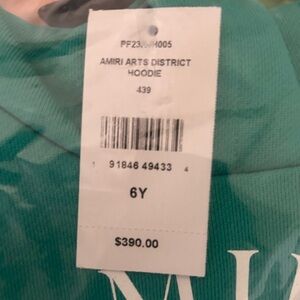 AMIRI ARTS DISTRICT
HOODIE
439
1 91846 49433 4
6Y
$390.00